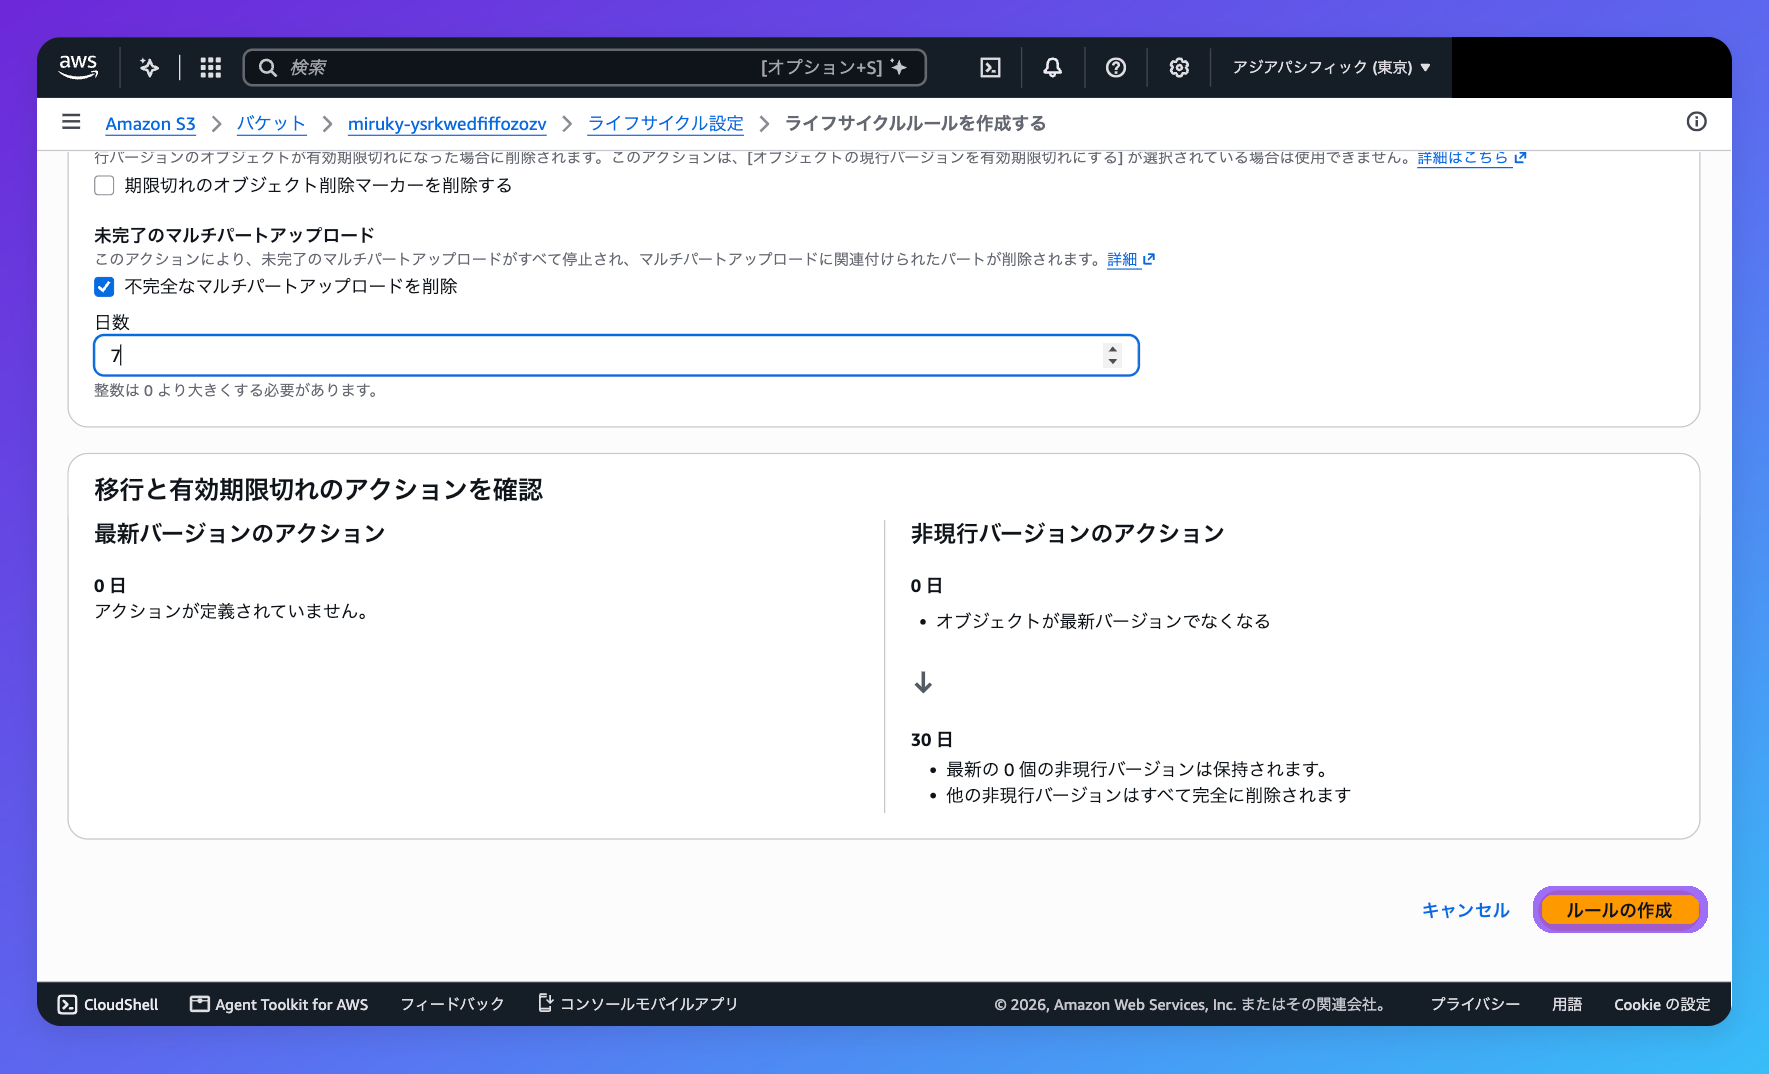 aws
検索 [オプション+S]
アジアパシフィック (東京) ▼
Amazon S3 > バケット > miruky-ysrkwedfiffozozv > ライフサイクル設定 > ライフサイクルルールを作成する
行バージョンのオブジェクトが有効期限切れになった場合に削除されます。このアクションは、[オブジェクトの現行バージョンを有効期限切れにする] が選択されている場合は使用できません。詳細はこちら
期限切れのオブジェクト削除マーカーを削除する
未完了のマルチパートアップロード
このアクションにより、未完了のマルチパートアップロードがすべて停止され、マルチパートアップロードに関連付けられたパートが削除されます。詳細
不完全なマルチパートアップロードを削除
日数
7
整数は 0 より大きくする必要があります。
移行と有効期限切れのアクションを確認
最新バージョンのアクション
0 日
アクションが定義されていません。
非現行バージョンのアクション
0 日
• オブジェクトが最新バージョンでなくなる
↓
30 日
• 最新の 0 個の非現行バージョンは保持されます。
• 他の非現行バージョンはすべて完全に削除されます
キャンセル
ルールの作成
CloudShell
Agent Toolkit for AWS
フィードバック
コンソールモバイルアプリ
© 2026, Amazon Web Services, Inc. またはその関連会社。
プライバシー
用語
Cookie の設定